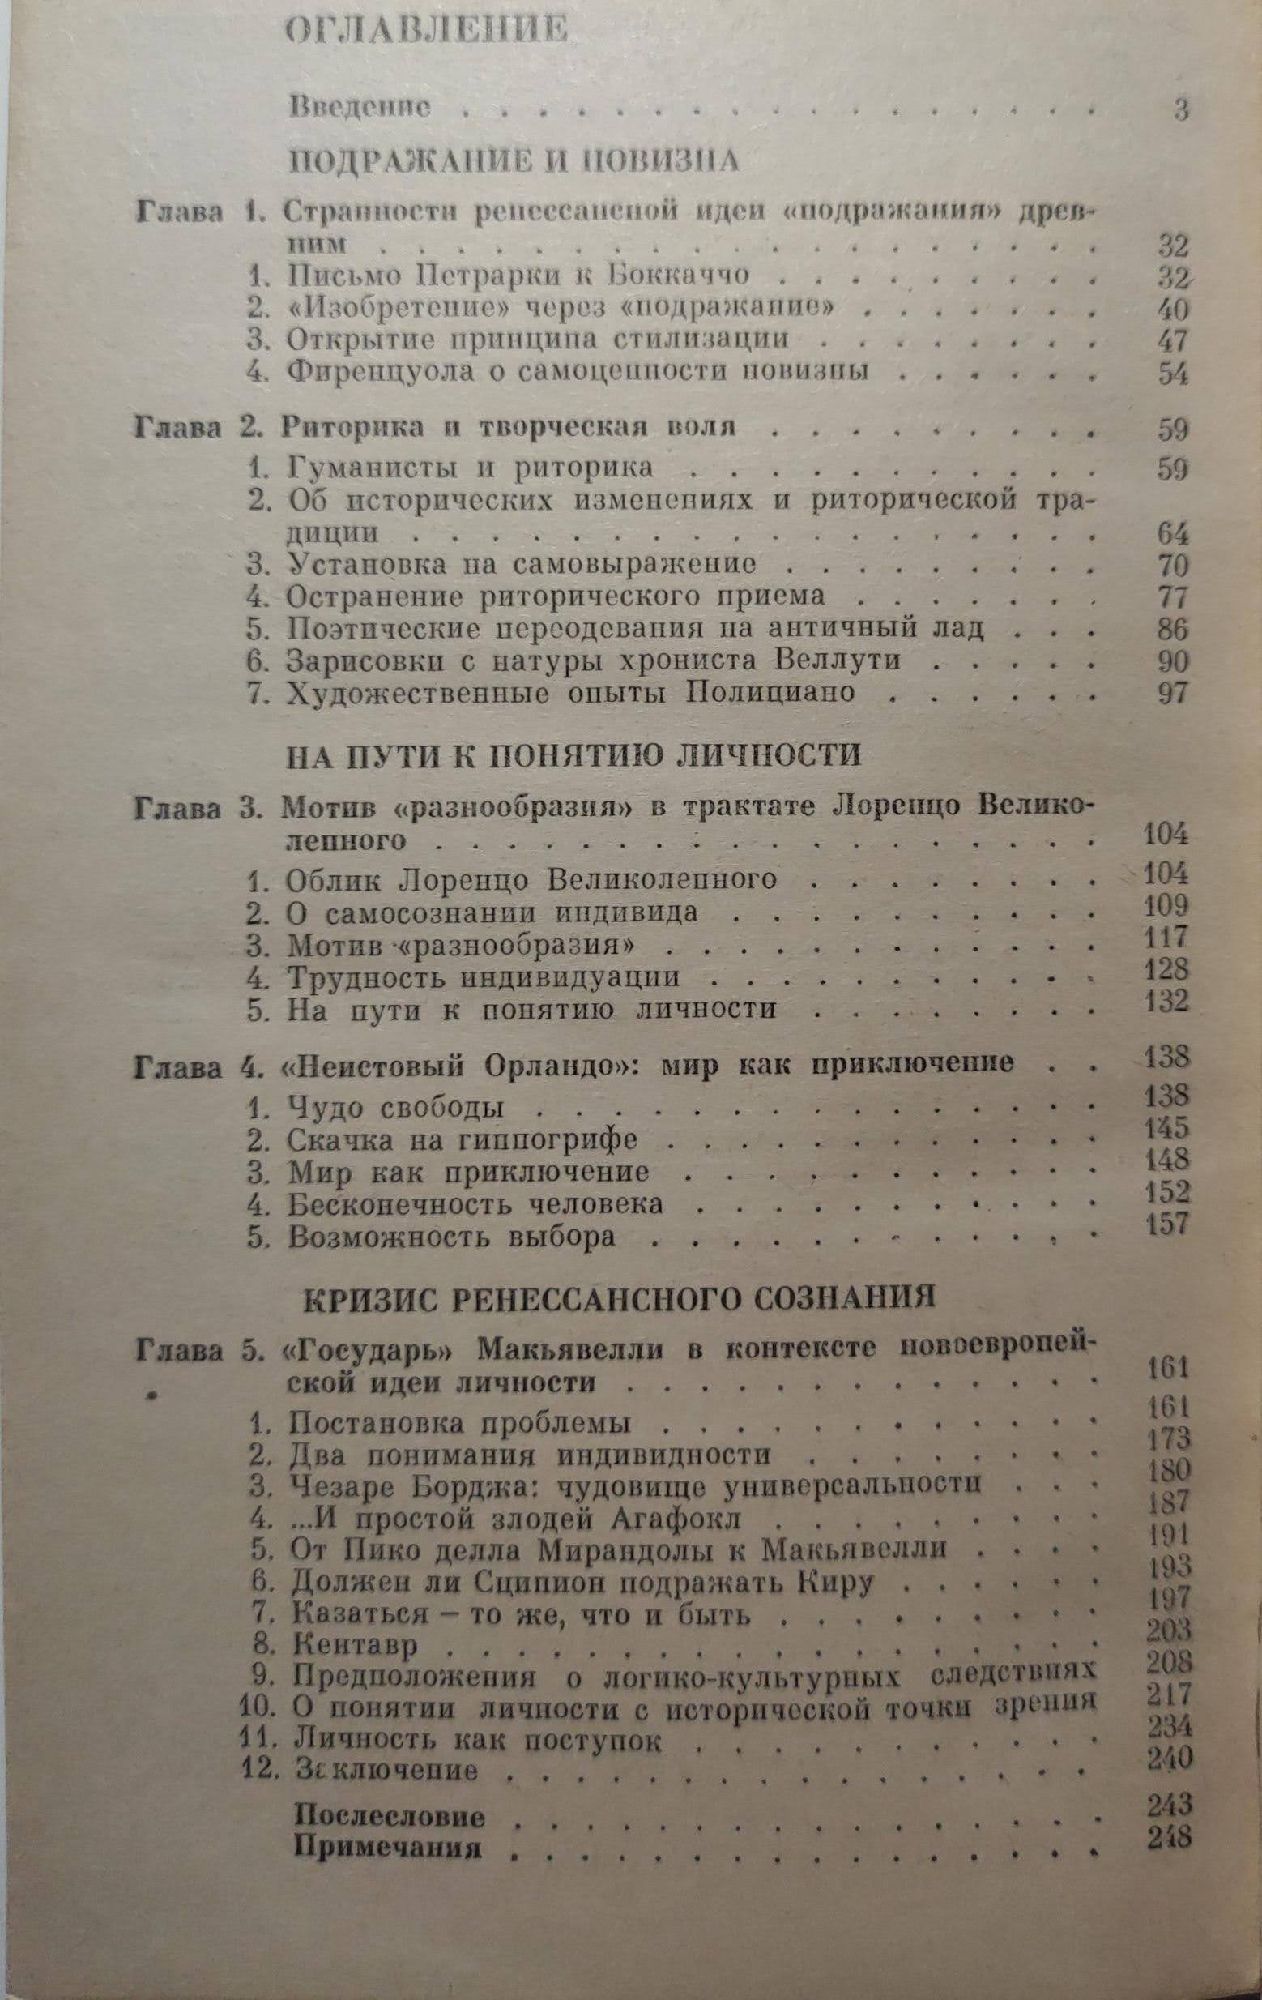 ОГЛАВЛЕНИЕ
Введение . . . . . . . . . . . . . . . . . 3
ПОДРАЖАНИЕ И НОВИЗНА
Глава 1. Странности ренессансной идеи «подражания» древ-
ним . . . . . . . . . . . . . . . . . . . 32
1. Письмо Петрарки к Боккаччо . . . . . . . . . 32
2. «Изобретение» через «подражание» . . . . . . . 40
3. Открытие принципа стилизации . . . . . . . . 47
4. Фиренцуола о самоценности новизны . . . . . . 54
Глава 2. Риторика и творческая воля . . . . . . . . . 59
1. Гуманисты и риторика . . . . . . . . . . . 59
2. Об исторических изменениях и риторической тра-
диции . . . . . . . . . . . . . . . . . . 64
3. Установка на самовыражение . . . . . . . . . 70
4. Остранение риторического приема . . . . . . . 77
5. Поэтические переодевания на античный лад . . . 86
6. Зарисовки с натуры хрониста Веллути . . . . . 90
7. Художественные опыты Полициано . . . . . . 97
НА ПУТИ К ПОНЯТИЮ ЛИЧНОСТИ
Глава 3. Мотив «разнообразия» в трактате Лоренцо Велико-
лепного . . . . . . . . . . . . . . . . . 104
1. Облик Лоренцо Великолепного . . . . . . . . 104
2. О самосознании индивида . . . . . . . . . . 109
3. Мотив «разнообразия» . . . . . . . . . . . . 117
4. Трудность индивидуации . . . . . . . . . . . 128
5. На пути к понятию личности . . . . . . . . 132
Глава 4. «Неистовый Орландо»: мир как приключение . . 138
1. Чудо свободы . . . . . . . . . . . . . . . 138
2. Скачка на гиппогрифе . . . . . . . . . . . . 145
3. Мир как приключение . . . . . . . . . . . 148
4. Бесконечность человека . . . . . . . . . . . 152
5. Возможность выбора . . . . . . . . . . . . 157
КРИЗИС РЕНЕССАНСНОГО СОЗНАНИЯ
Глава 5. «Государь» Макьявелли в контексте новоевропей-
ской идеи личности . . . . . . . . . . . . . 161
1. Постановка проблемы . . . . . . . . . . . . 161
2. Два понимания индивидности . . . . . . . . 173
3. Чезаре Борджа: чудовище универсальности . . . 180
4. ...И простой злодей Агафокл . . . . . . . . . 187
5. От Пико делла Мирандолы к Макьявелли . . . . 191
6. Должен ли Сципион подражать Киру . . . . . . 193
7. Казаться – то же, что и быть . . . . . . . . . 197
8. Кентавр . . . . . . . . . . . . . . . . . . 203
9. Предположения о логико-культурных следствиях 208
10. О понятии личности с исторической точки зрения 217
11. Личность как поступок . . . . . . . . . . . 234
12. Заключение . . . . . . . . . . . . . . . . 240
Послесловие . . . . . . . . . . . . . . . . 243
Примечания . . . . . . . . . . . . . . . . 248